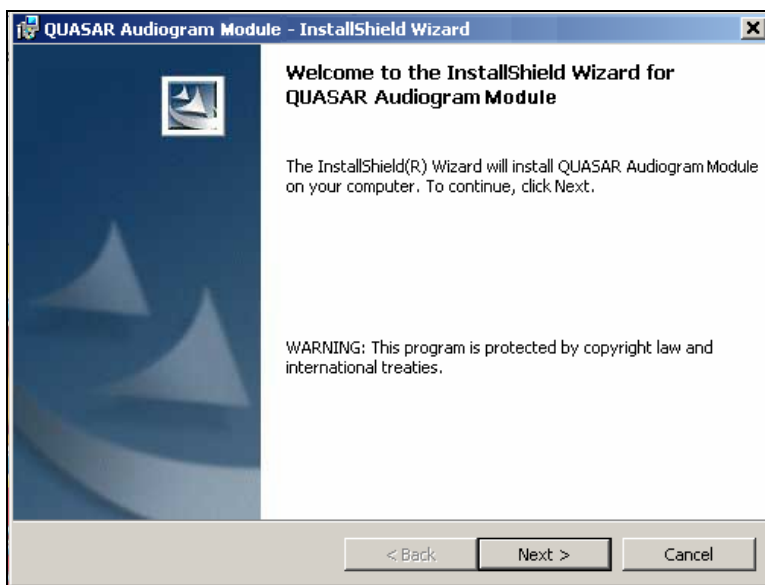 QUASAR Audiogram Module - InstallShield Wizard
Welcome to the InstallShield Wizard for
QUASAR Audiogram Module
The InstallShield(R) Wizard will install QUASAR Audiogram Module
on your computer. To continue, click Next.
WARNING: This program is protected by copyright law and
international treaties.
< Back
Next >
Cancel